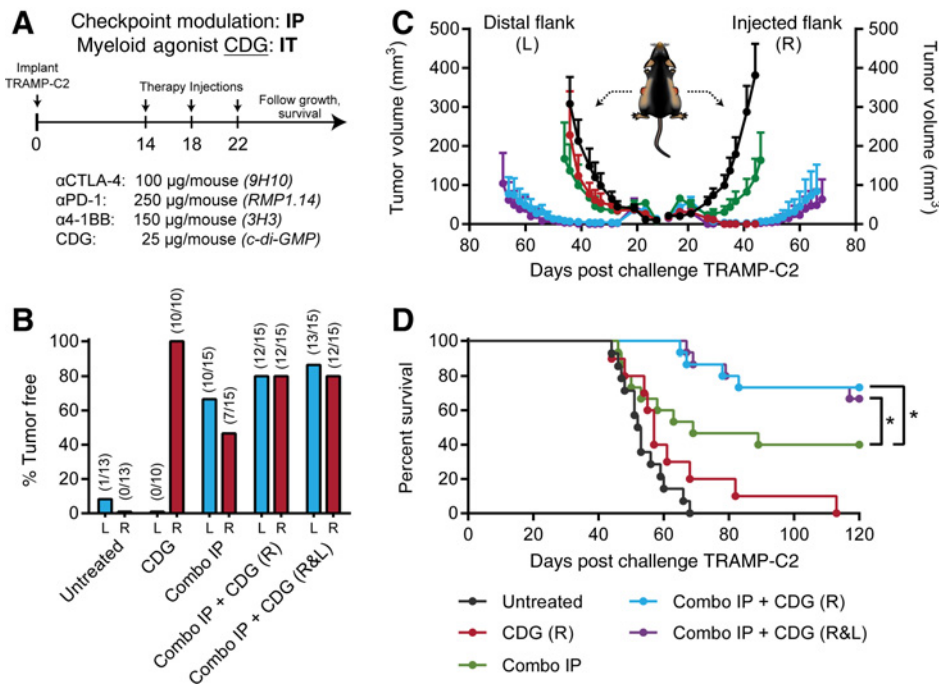 A
Checkpoint modulation: IP
Myeloid agonist CDG: IT
Implant
TRAMP-C2
Therapy Injections
Follow growth,
survival
0 14 18 22
αCTLA-4: 100 µg/mouse (9H10)
αPD-1: 250 µg/mouse (RMP1.14)
α4-1BB: 150 µg/mouse (3H3)
CDG: 25 µg/mouse (c-di-GMP)
C
Distal flank
(L)
Injected flank
(R)
Tumor volume (mm3)
500
400
300
200
100
0
Tumor volume (mm3)
500
400
300
200
100
0
80 60 40 20 20 40 60 80
Days post challenge TRAMP-C2
B
% Tumor free
100
80
60
40
20
0
(1/13)
(0/13)
(0/10)
(10/10)
(10/15)
(7/15)
(12/15)
(12/15)
(13/15)
(12/15)
L R L R L R L R L R
Untreated
CDG
Combo IP
Combo IP + CDG (R)
Combo IP + CDG (R&L)
D
Percent survival
100
80
60
40
20
0
0 20 40 60 80 100 120
Days post challenge TRAMP-C2
*
*
Untreated
CDG (R)
Combo IP
Combo IP + CDG (R)
Combo IP + CDG (R&L)